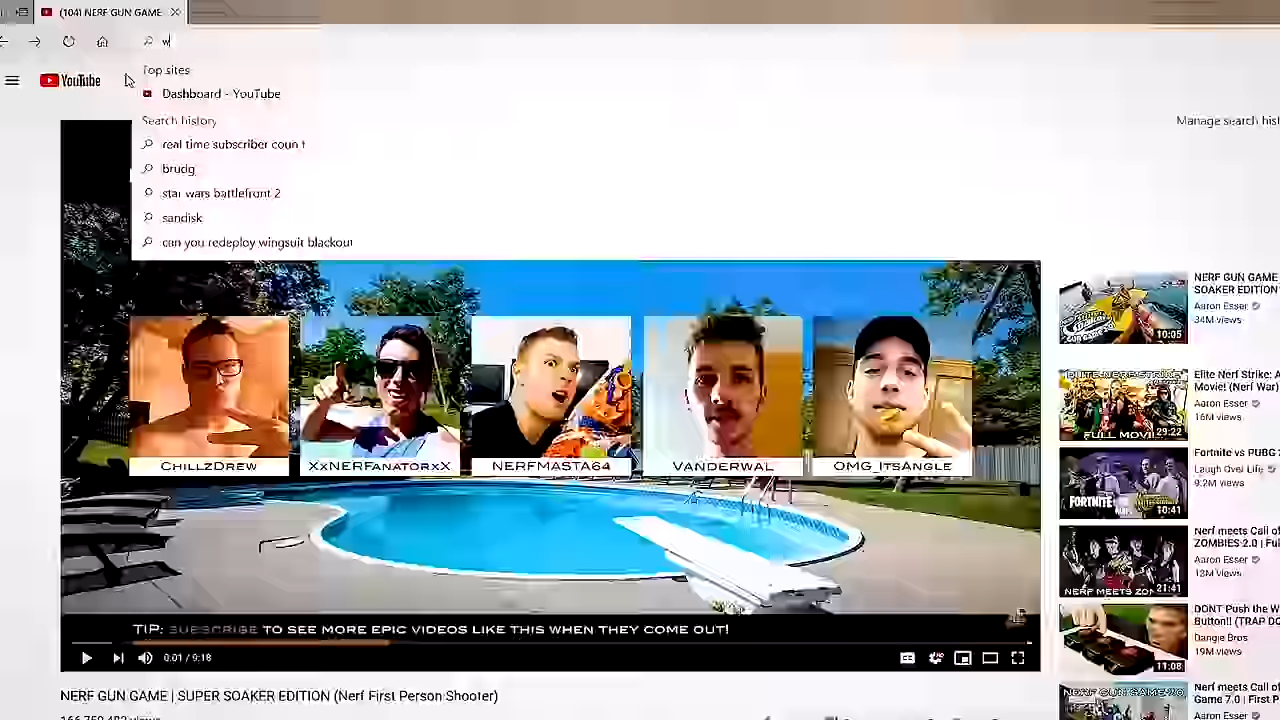 (104) NERF GUN GAME
w
Top sites
YouTube
Dashboard - YouTube
Search history
Manage search hist
real time subscriber count
brudg
star wars battlefront 2
sandisk
can you redeploy wingsuit blackout
NERF GUN GAME
SOAKER EDITION
Aaron Esser
34M views
10:05
Elite Nerf Strike: A
Movie! (Nerf War)
Aaron Esser
16M views
FULL MOVI 29:22
CHILLZDREW
XXNERFANATORXX
NERFMASTA64
VANDERWAL
OMG_ITSANGLE
Fortnite vs PUBG
Laugh Over Life
9.2M views
FORTNITE
10:41
Nerf meets Call of
ZOMBIES 2.0 | Ful
Aaron Esser
12M views
NERF MEETS ZOM 21:41
DONT Push the W
Button!! (TRAP DO
Dangie Bros
19M views
11:08
TIP: SUBSCRIBE TO SEE MORE EPIC VIDEOS LIKE THIS WHEN THEY COME OUT!
0:01 / 9:18
NERF GUN GAME | SUPER SOAKER EDITION (Nerf First Person Shooter)
Nerf meets Call of
Game 7.0 | First P
Aaron Esser